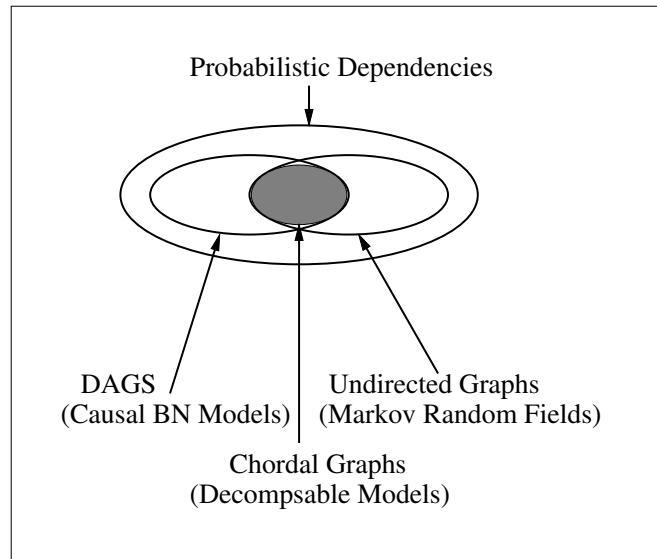 Probabilistic Dependencies
DAGS
(Causal BN Models)
Undirected Graphs
(Markov Random Fields)
Chordal Graphs
(Decompsable Models)